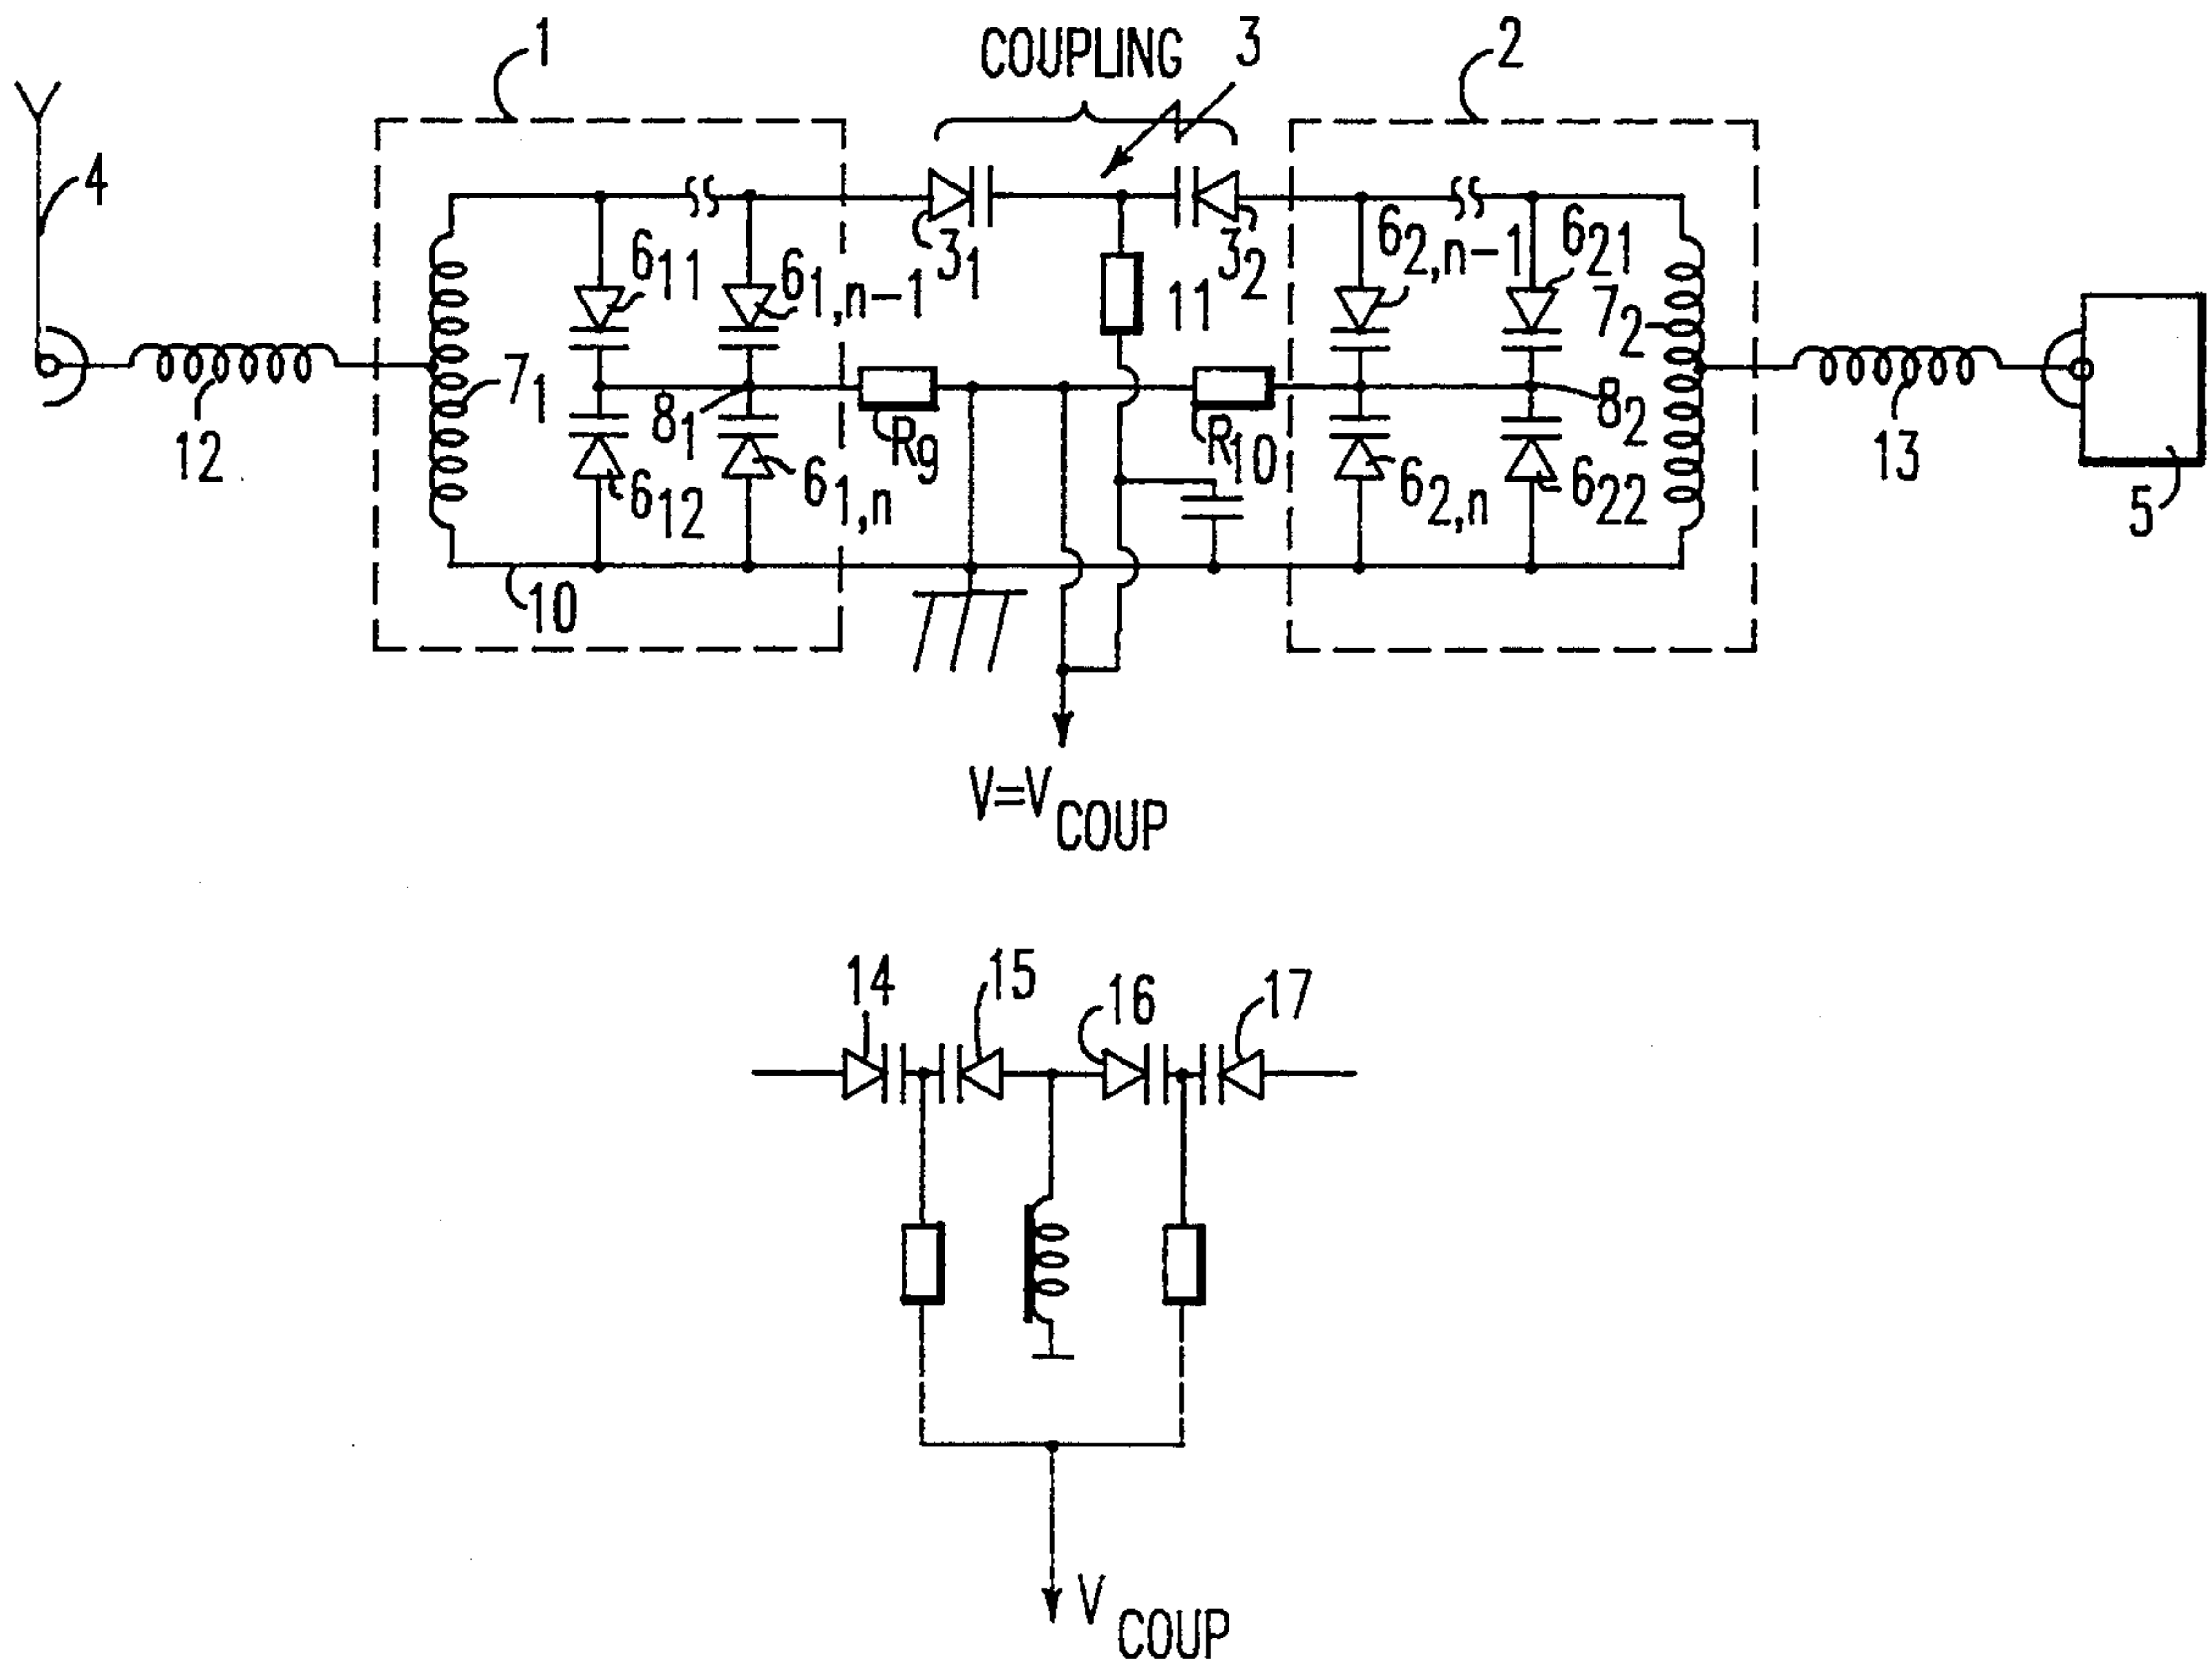 1
COUPLING
3
2
4
6₁₁
6₁,ₙ₋₁
3₁
3₂
6₂,ₙ₋₁
6₂₁
7₂
11
7₁
8₁
R₉
R₁₀
8₂
12
13
6₁₂
6₁,ₙ
6₂,ₙ
6₂₂
5
10
V=V_COUP
14
15
16
17
V_COUP